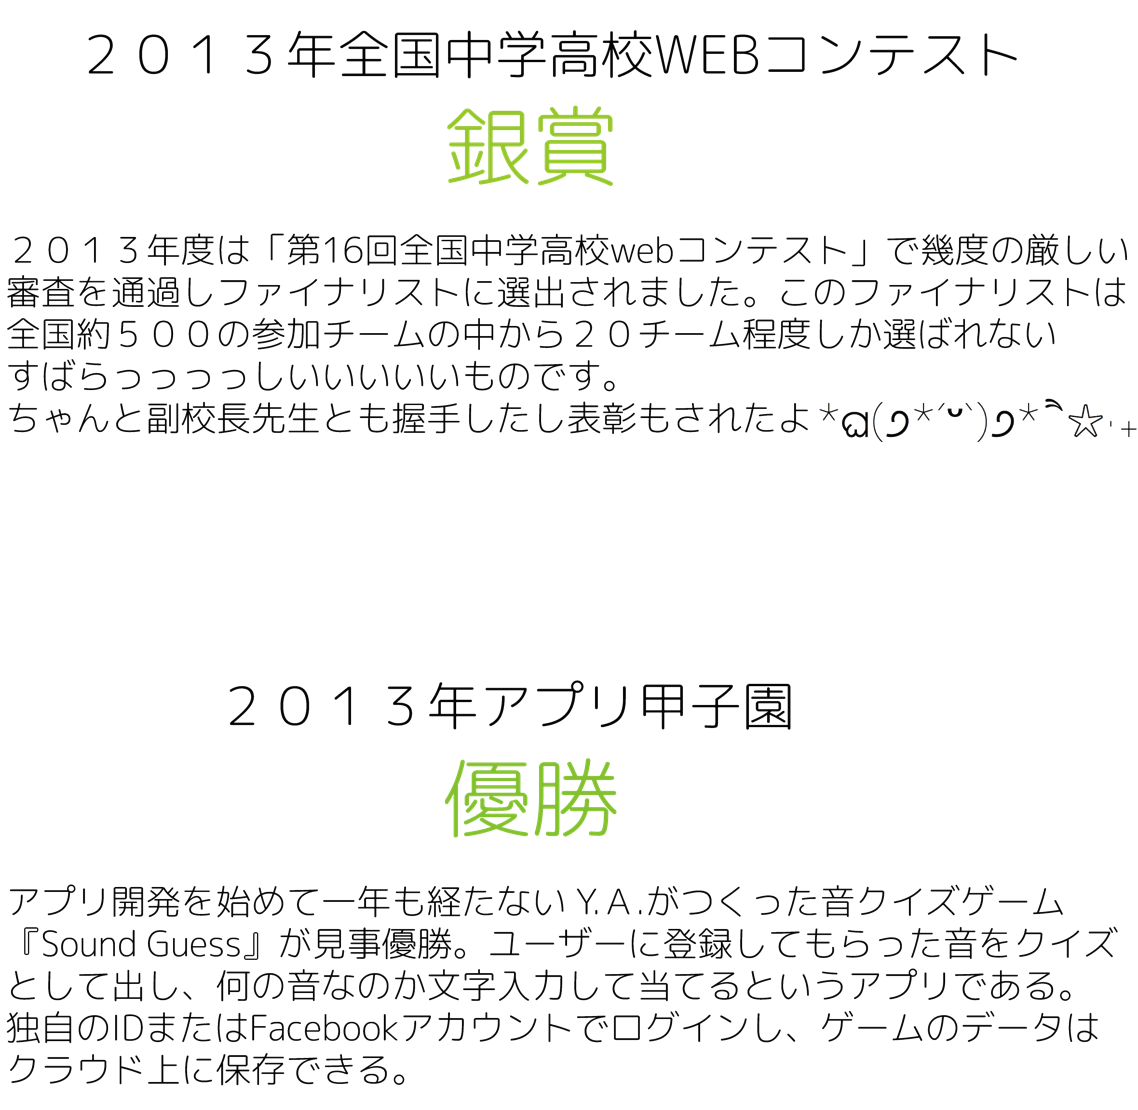 ２０１３年全国中学高校WEBコンテスト
銀賞
２０１３年度は「第16回全国中学高校webコンテスト」で幾度の厳しい
審査を通過しファイナリストに選出されました。このファイナリストは
全国約５００の参加チームの中から２０チーム程度しか選ばれない
すばらっっっっしいいいいいいものです。
ちゃんと副校長先生とも握手したし表彰もされたよ *ଘ(੭*ˊᵕˋ)੭* ੈ☆‧₊
２０１３年アプリ甲子園
優勝
アプリ開発を始めて一年も経たない Y.Ａ.がつくった音クイズゲーム
『Sound Guess』が見事優勝。ユーザーに登録してもらった音をクイズ
として出し、何の音なのか文字入力して当てるというアプリである。
独自のIDまたはFacebookアカウントでログインし、ゲームのデータは
クラウド上に保存できる。